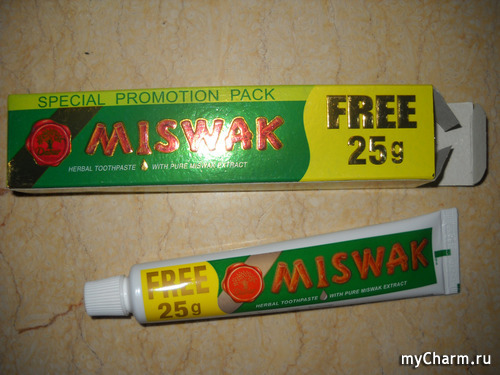 SPECIAL PROMOTION PACK
MISWAK
HERBAL TOOTHPASTE WITH PURE MISWAK EXTRACT
FREE
25g
FREE
25g
MISWAK
HERBAL TOOTHPASTE WITH PURE MISWAK EXTRACT
myCharm.ru